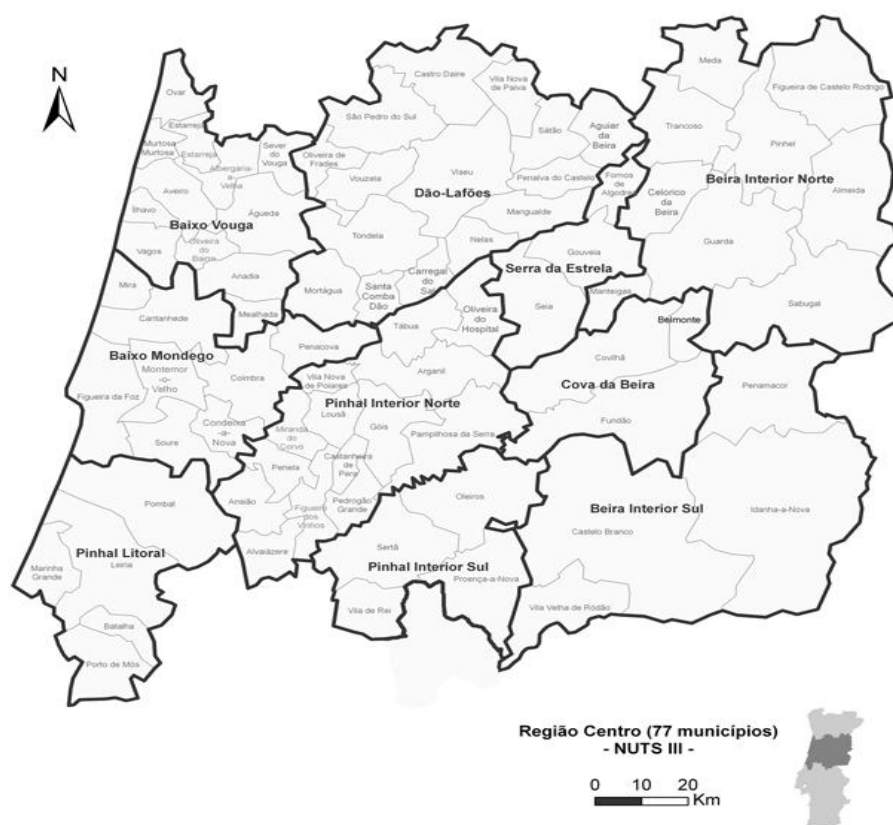 N
Ovar
Estarreja
Murtosa
Murtosa
Estarreja
Albergaria-
a-
Velha
Sever
do
Vouga
Aveiro
Ílhavo
Águeda
Baixo Vouga
Vagos
Oliveira
do
Bairro
Anadia
Mealhada
Castro Daire
Vila Nova
de Paiva
São Pedro do Sul
Sátão
Aguiar
da
Beira
Oliveira de
Frades
Vouzela
Viseu
Penalva do Castelo
Dão-Lafões
Mangualde
Tondela
Nelas
Mortágua
Santa
Comba
Dão
Carregal
do
Sal
Meda
Figueira de Castelo Rodrigo
Trancoso
Pinhel
Fornos
de
Algodres
Beira Interior Norte
Celorico
da
Beira
Almeida
Guarda
Sabugal
Gouveia
Serra da Estrela
Seia
Manteigas
Belmonte
Covilhã
Cova da Beira
Fundão
Mira
Cantanhede
Baixo Mondego
Montemor
-o-
Velho
Coimbra
Penacova
Figueira da Foz
Condeixa
-a-
Nova
Soure
Tábua
Oliveira
do
Hospital
Arganil
Vila Nova
de Poiares
Pinhal Interior Norte
Lousã
Miranda
do
Corvo
Góis
Pampilhosa da Serra
Castanheira
de
Pera
Penela
Ansião
Figueiró
dos
Vinhos
Pedrogão
Grande
Alvaiázere
Pombal
Pinhal Litoral
Leiria
Marinha
Grande
Batalha
Porto de Mós
Oleiros
Sertã
Pinhal Interior Sul
Proença-a-Nova
Vila de Rei
Penamacor
Beira Interior Sul
Idanha-a-Nova
Castelo Branco
Vila Velha de Ródão
Região Centro (77 municípios)
- NUTS III -
0 10 20
Km